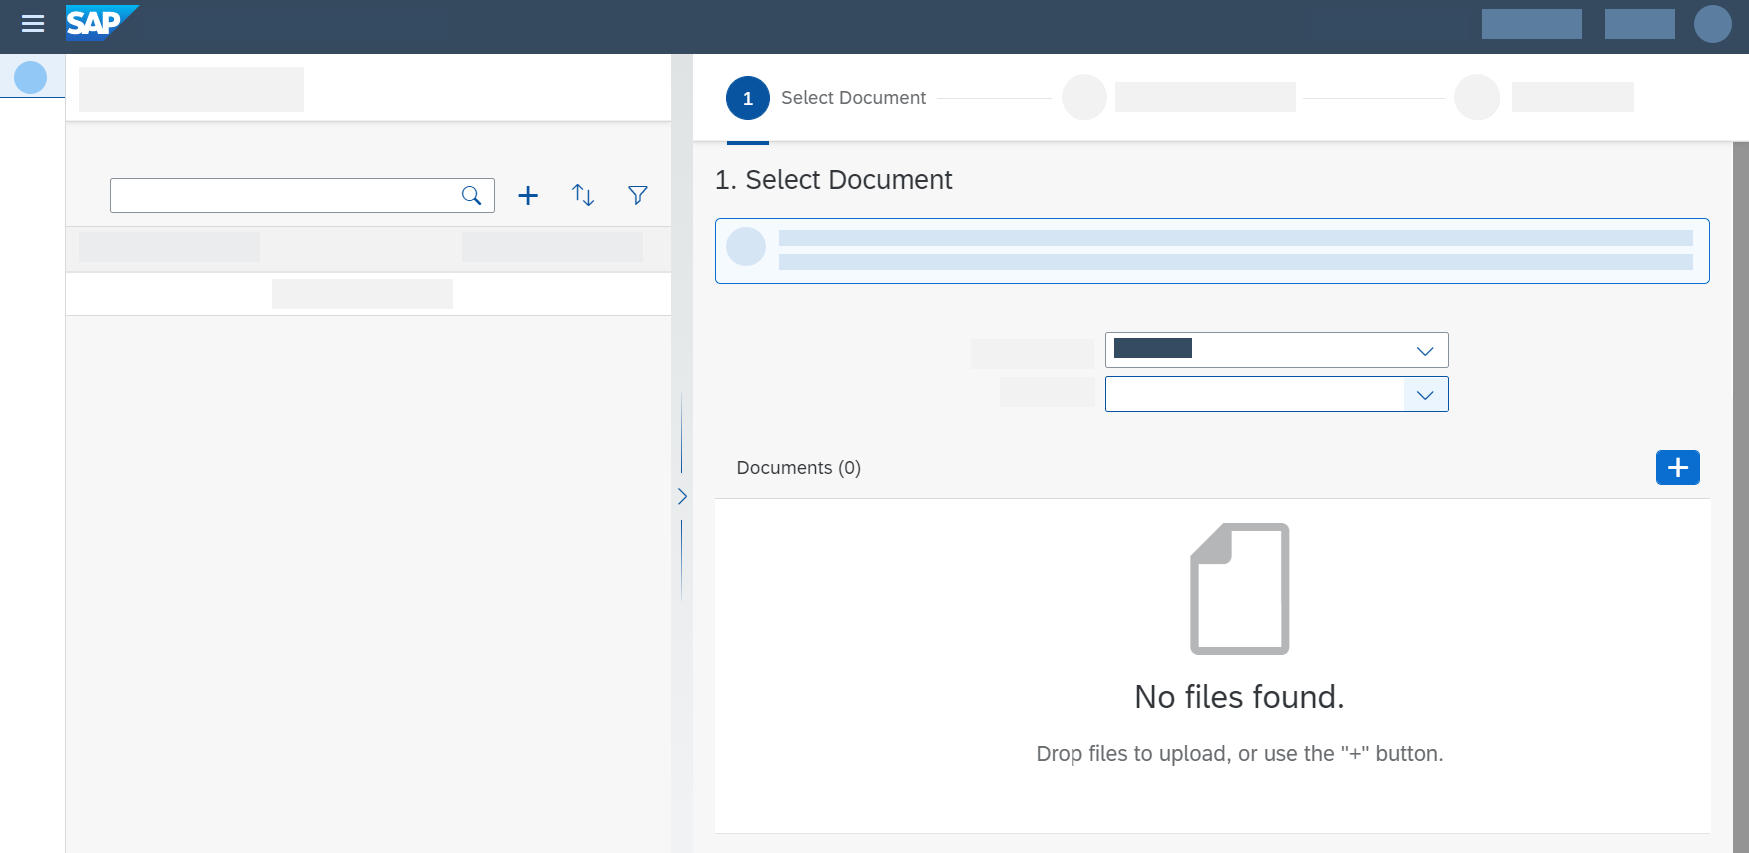 SAP
1 Select Document
1. Select Document
Documents (0)
No files found.
Drop files to upload, or use the "+" button.